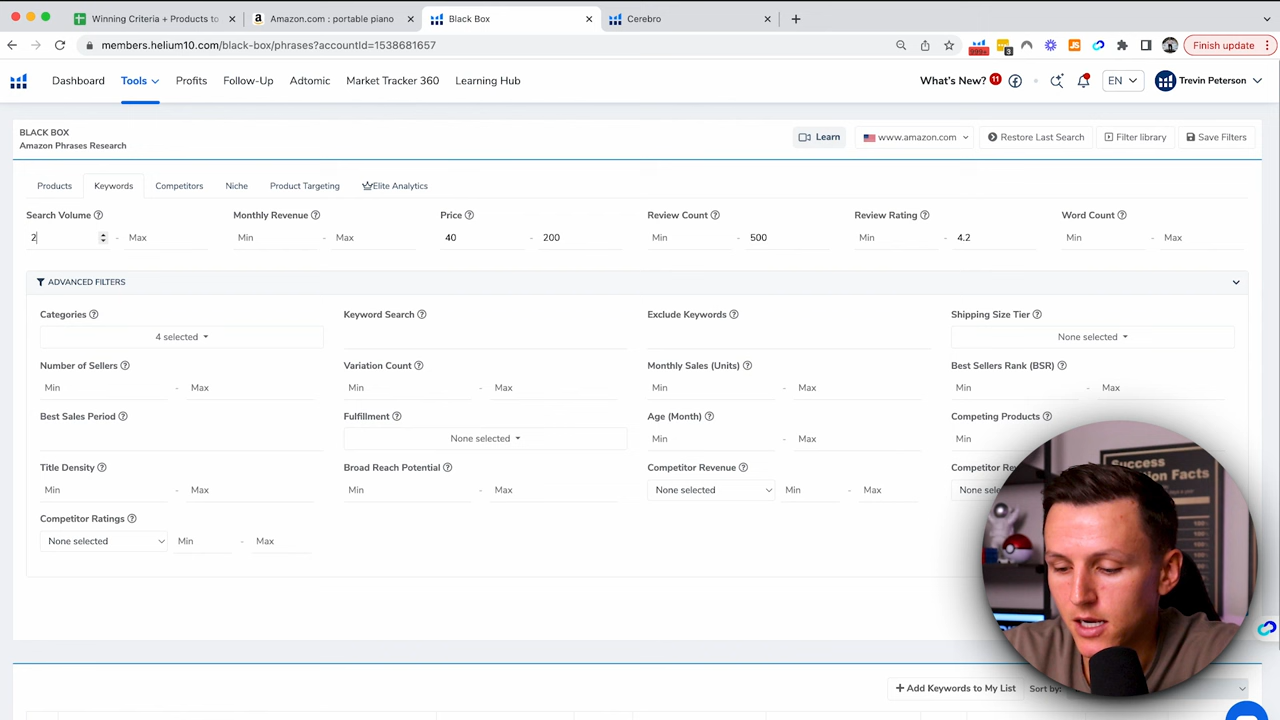 Winning Criteria + Products to
Amazon.com : portable piano
Black Box
Cerebro
members.helium10.com/black-box/phrases?accountId=1538681657
Finish update
Dashboard
Tools
Profits
Follow-Up
Adtomic
Market Tracker 360
Learning Hub
What's New?
11
EN
Trevin Peterson
BLACK BOX
Amazon Phrases Research
Learn
www.amazon.com
Restore Last Search
Filter library
Save Filters
Products
Keywords
Competitors
Niche
Product Targeting
Elite Analytics
Search Volume
Monthly Revenue
Price
Review Count
Review Rating
Word Count
2 - Max
Min - Max
40 - 200
Min - 500
Min - 4.2
Min - Max
ADVANCED FILTERS
Categories
Keyword Search
Exclude Keywords
Shipping Size Tier
4 selected
None selected
Number of Sellers
Variation Count
Monthly Sales (Units)
Best Sellers Rank (BSR)
Min - Max
Min - Max
Min - Max
Min - Max
Best Sales Period
Fulfillment
Age (Month)
Competing Products
None selected
Min - Max
Min
Title Density
Broad Reach Potential
Competitor Revenue
Competitor Re
Min - Max
Min - Max
None selected
Min - Max
None sele
Competitor Ratings
None selected
Min - Max
Success
Facts
+ Add Keywords to My List
Sort by: